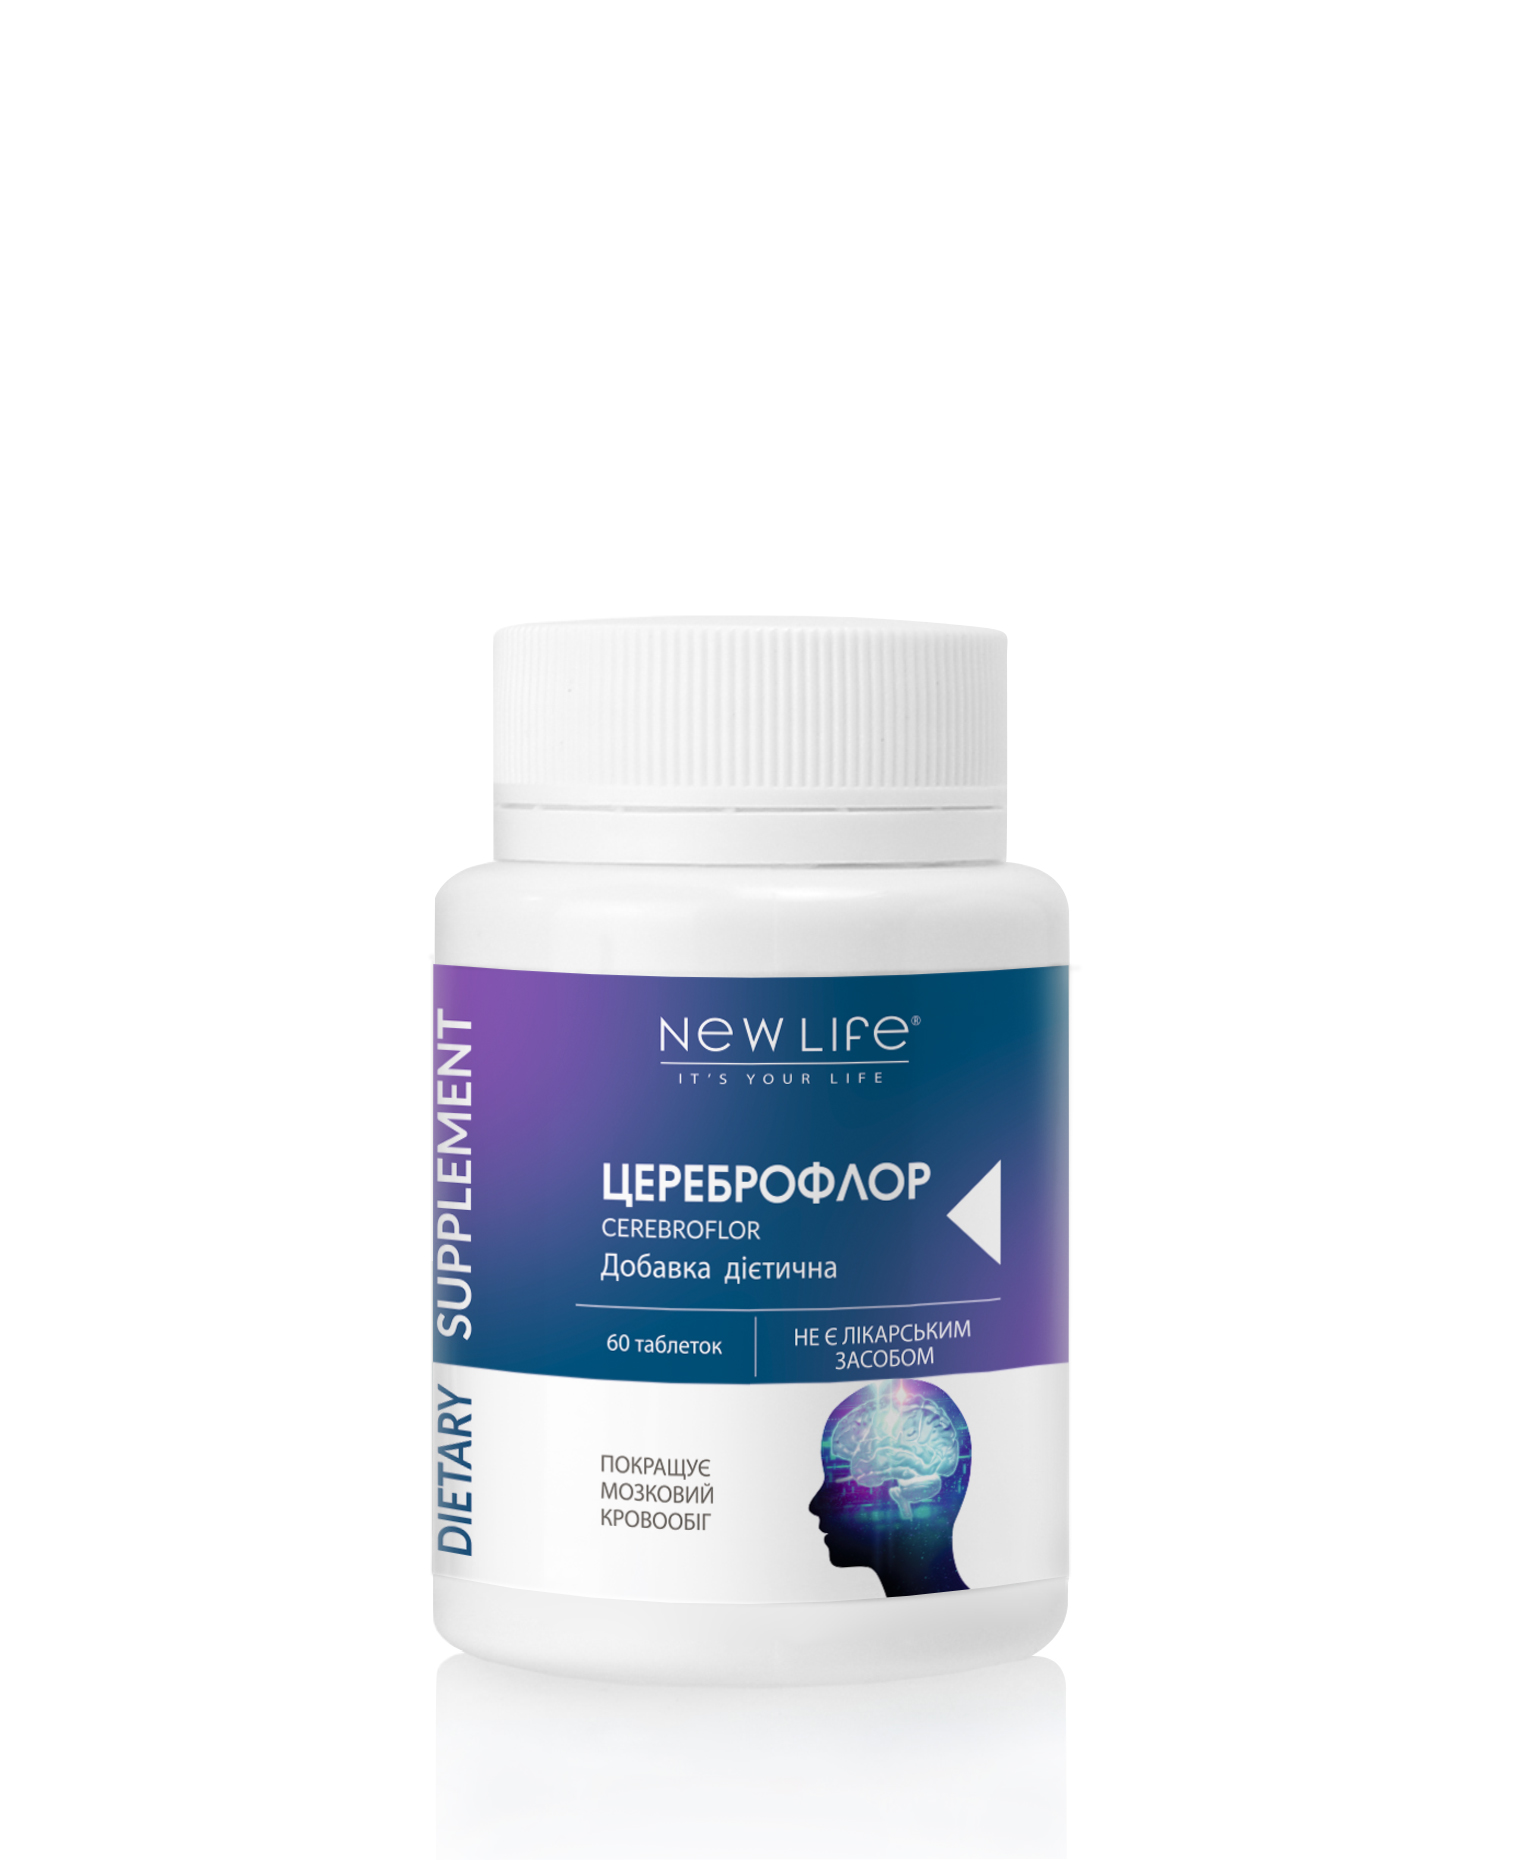 New Life®
IT'S YOUR LIFE
ЦЕРЕБРОФЛОР
CEREBROFLOR
Добавка дієтична
60 таблеток
НЕ Є ЛІКАРСЬКИМ
ЗАСОБОМ
ПОКРАЩУЄ
МОЗКОВИЙ
КРОВООБІГ
DIETARY SUPPLEMENT